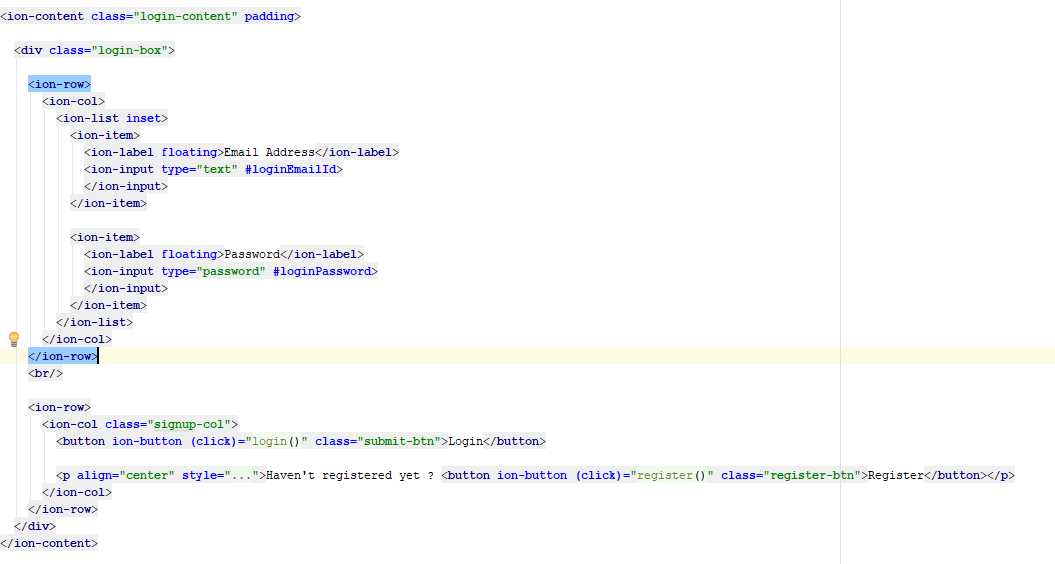 <ion-content class="login-content" padding>
<div class="login-box">
<ion-row>
<ion-col>
<ion-list inset>
<ion-item>
<ion-label floating>Email Address</ion-label>
<ion-input type="text" #loginEmailId>
</ion-input>
</ion-item>
<ion-item>
<ion-label floating>Password</ion-label>
<ion-input type="password" #loginPassword>
</ion-input>
</ion-item>
</ion-list>
</ion-col>
</ion-row>
<br/>
<ion-row>
<ion-col class="signup-col">
<button ion-button (click)="login()" class="submit-btn">Login</button>
<p align="center" style="...">Haven't registered yet ? <button ion-button (click)="register()" class="register-btn">Register</button></p>
</ion-col>
</ion-row>
</div>
</ion-content>